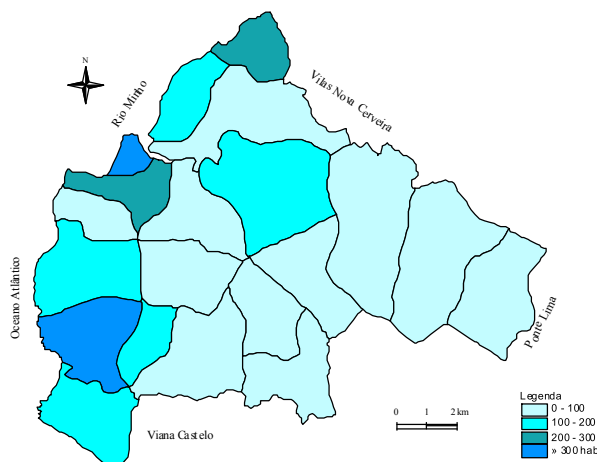 N
Rio Minho
Vilas Nova Cerveira
Oceano Atlântico
Ponte Lima
Viana Castelo
0 1 2 km
Legenda
0 - 100
100 - 200
200 - 300
» 300 hab